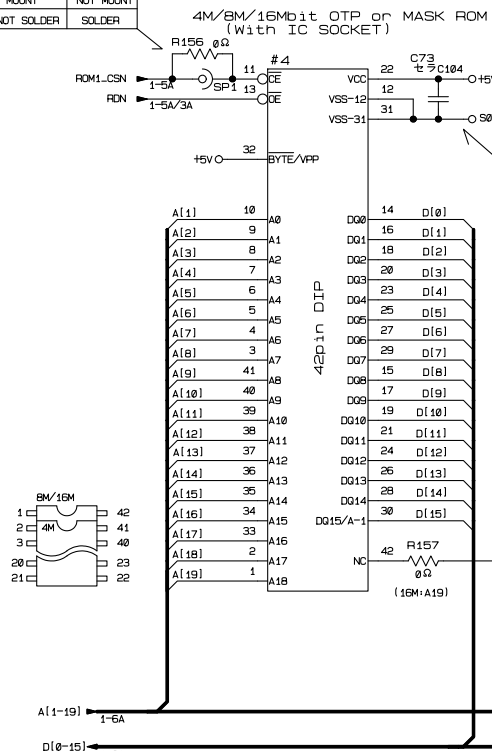 MOUNT NOT MOUNT
NOT SOLDER SOLDER
4M/8M/16Mbit OTP or MASK ROM
(With IC SOCKET)
R156 0Ω
#4
C73
セラ C104
ROM1_CSN 1-5A SP1 11 CE
VCC 22 +5V
RDN 1-5A/3A 13 OE
VSS-12 12
VSS-31 31 S0
+5V 32 BYTE/VPP
A[1] 10 A0 DQ0 14 D[0]
A[2] 9 A1 DQ1 16 D[1]
A[3] 8 A2 DQ2 18 D[2]
A[4] 7 A3 DQ3 20 D[3]
A[5] 6 A4 DQ4 23 D[4]
A[6] 5 A5 DQ5 25 D[5]
A[7] 4 A6 DQ6 27 D[6]
A[8] 3 A7 DQ7 29 D[7]
A[9] 41 A8 DQ8 15 D[8]
A[10] 40 A9 DQ9 17 D[9]
A[11] 39 A10 DQ10 19 D[10]
A[12] 38 A11 DQ11 21 D[11]
A[13] 37 A12 DQ12 24 D[12]
A[14] 36 A13 DQ13 26 D[13]
A[15] 35 A14 DQ14 28 D[14]
A[16] 34 A15 DQ15/A-1 30 D[15]
A[17] 33 A16
A[18] 2 A17 NC 42 R157
A[19] 1 A18 0Ω
(16M:A19)
42pin DIP
8M/16M
1 42
2 4M 41
3 40
20 23
21 22
A[1-19] 1-6A
D[0-15]